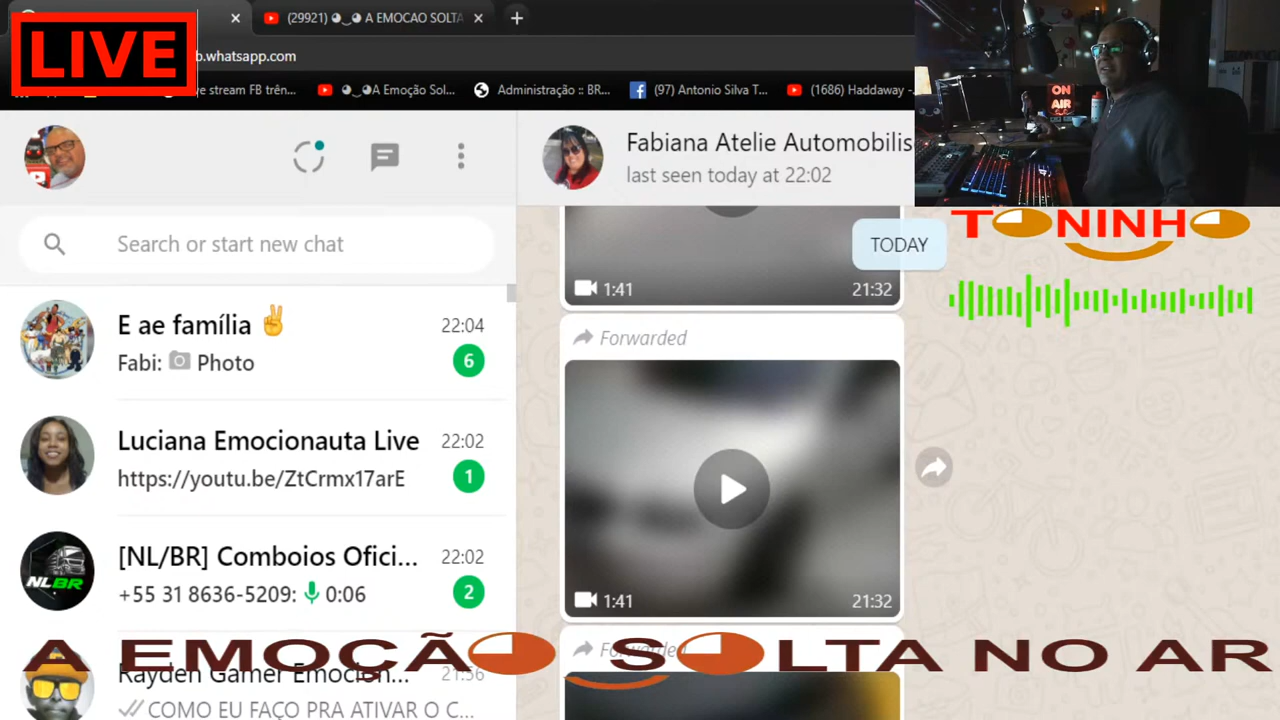 LIVE
(29921) ◕‿◕ A EMOCAO SOLTA
b.whatsapp.com
ve stream FB trên...
◕‿◕A Emoção Sol...
Administração :: BR...
(97) Antonio Silva T...
(1686) Haddaway -
ON
AIR
Fabiana Atelie Automobilis
last seen today at 22:02
TONINHO
Search or start new chat
TODAY
1:41
21:32
E ae família ✌
22:04
Fabi: Photo
6
Forwarded
Luciana Emocionauta Live
22:02
https://youtu.be/ZtCrmx17arE
1
[NL/BR] Comboios Ofici...
22:02
NLBR
+55 31 8636-5209: 0:06
2
1:41
21:32
A EMOÇÃO SOLTA NO AR
Forwarded
Rayden Gamer Emocion...
21:56
COMO EU FAÇO PRA ATIVAR O C...